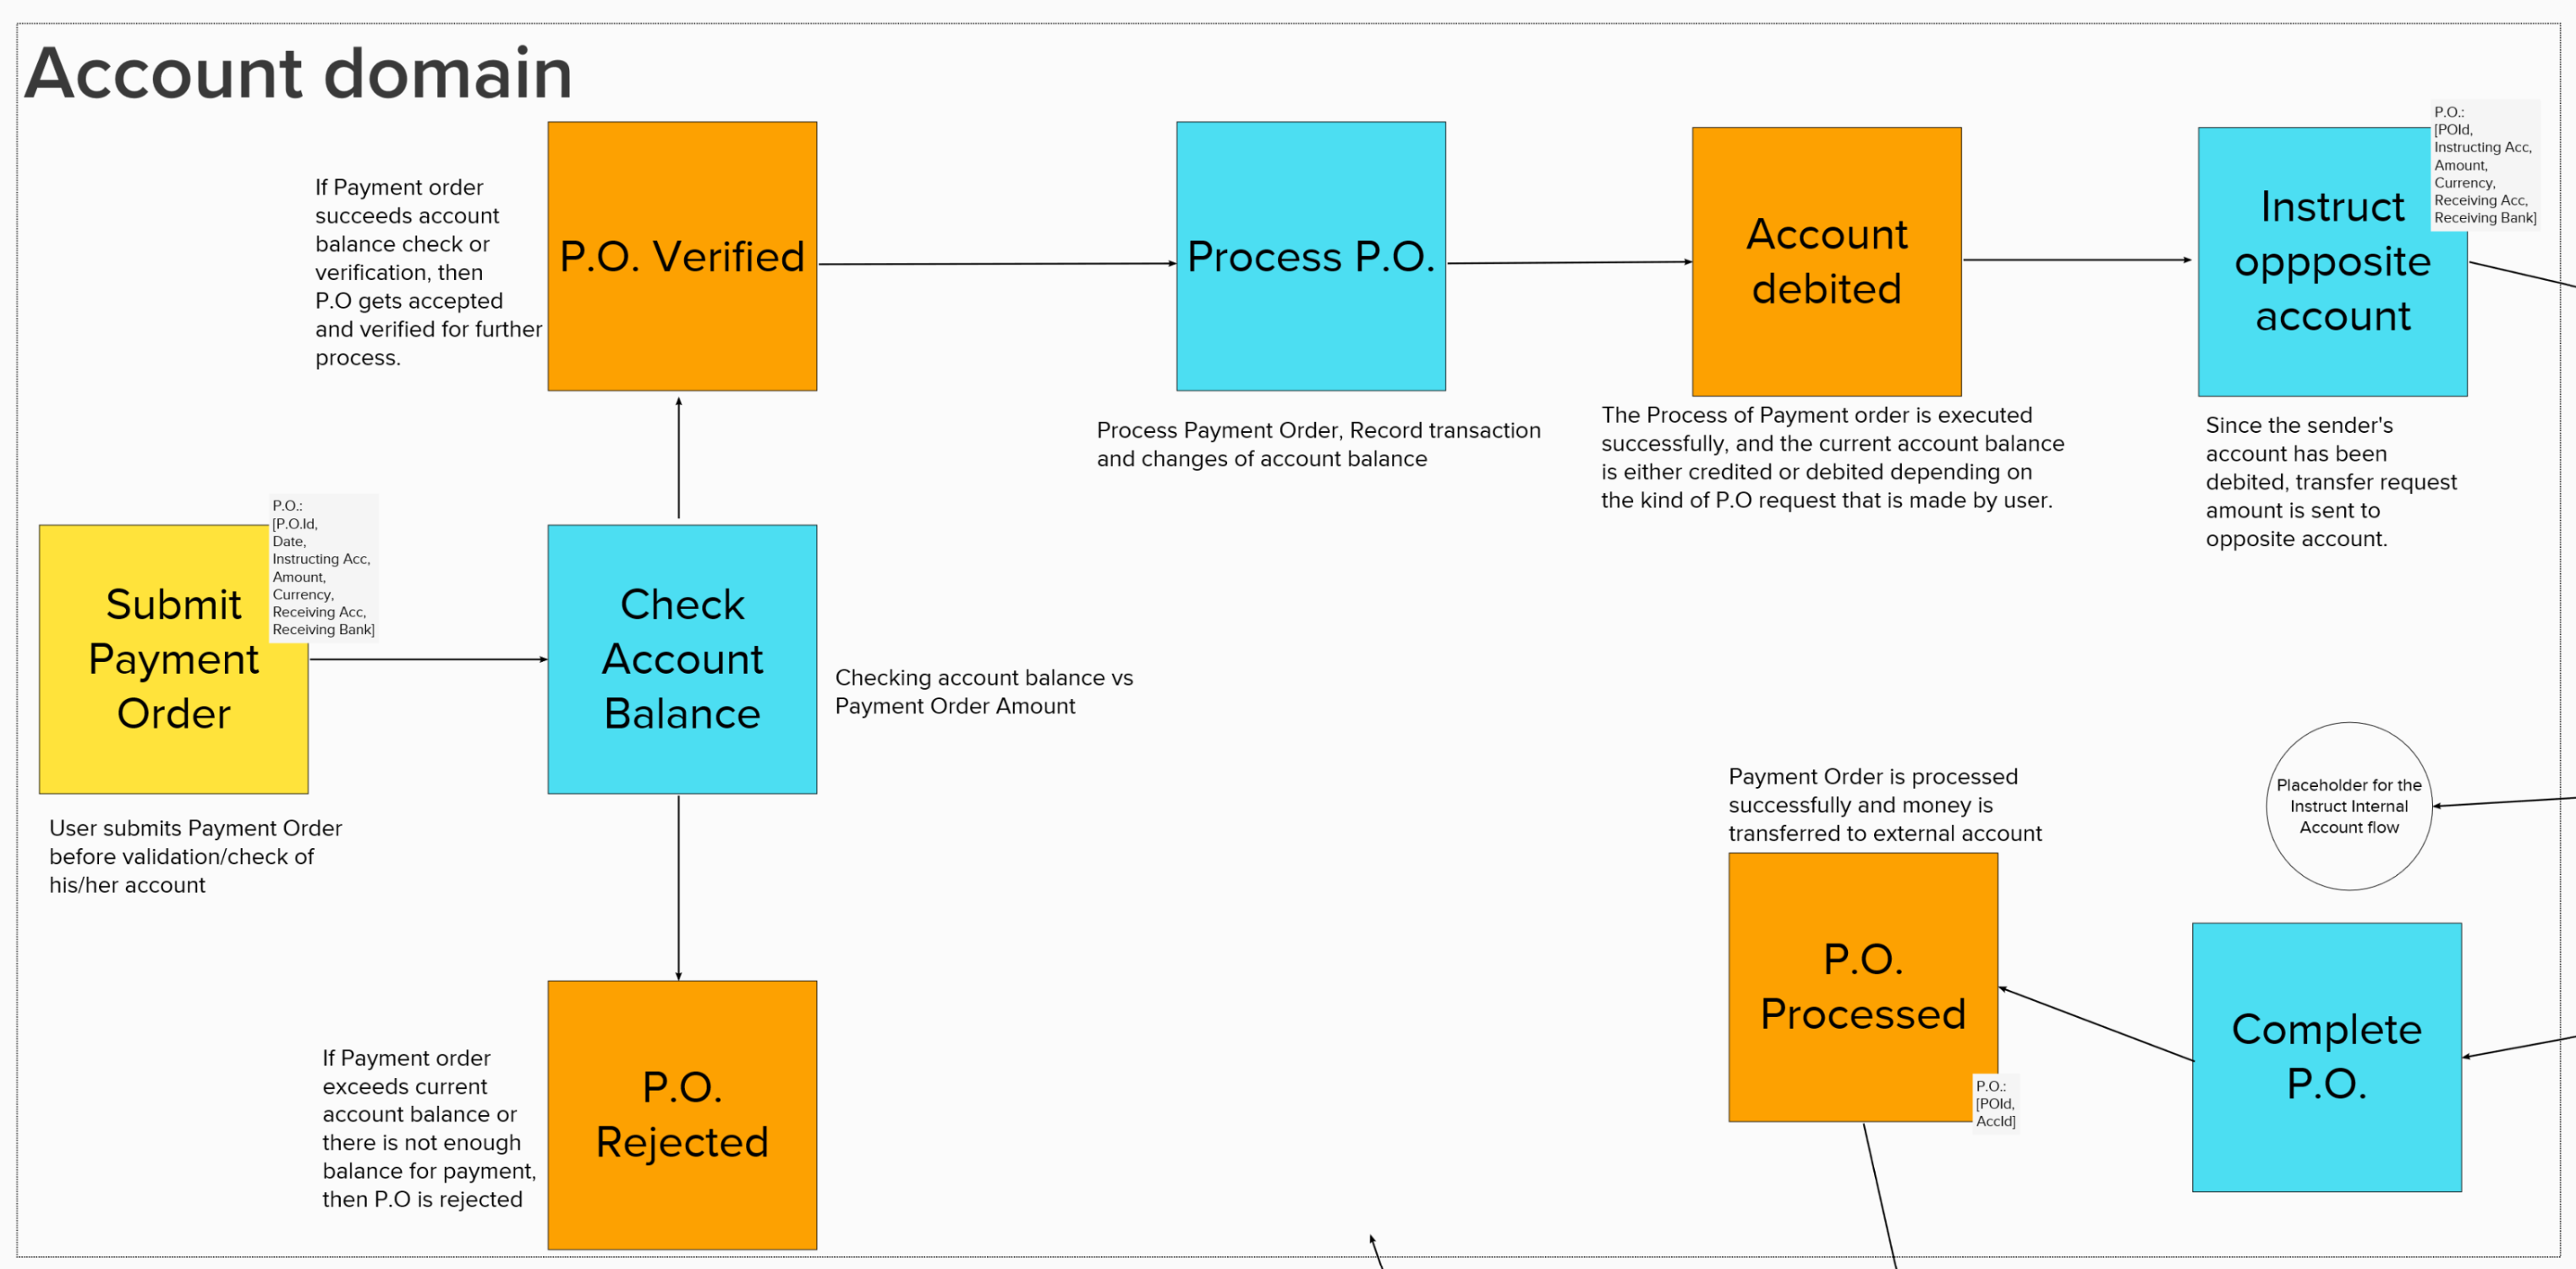 Account domain
If Payment order
succeeds account
balance check or
verification, then
P.O gets accepted
and verified for further
process.
P.O. Verified
Process P.O.
Process Payment Order, Record transaction
and changes of account balance
Account
debited
The Process of Payment order is executed
successfully, and the current account balance
is either credited or debited depending on
the kind of P.O request that is made by user.
Instruct
oppposite
account
P.O.:
[POId,
Instructing Acc,
Amount,
Currency,
Receiving Acc,
Receiving Bank]
Since the sender's
account has been
debited, transfer request
amount is sent to
opposite account.
Submit
Payment
Order
P.O.:
[P.O.Id,
Date,
Instructing Acc,
Amount,
Currency,
Receiving Acc,
Receiving Bank]
User submits Payment Order
before validation/check of
his/her account
Check
Account
Balance
Checking account balance vs
Payment Order Amount
Placeholder for the
Instruct Internal
Account flow
Payment Order is processed
successfully and money is
transferred to external account
P.O.
Processed
P.O.:
[POId,
AccId]
Complete
P.O.
If Payment order
exceeds current
account balance or
there is not enough
balance for payment,
then P.O is rejected
P.O.
Rejected